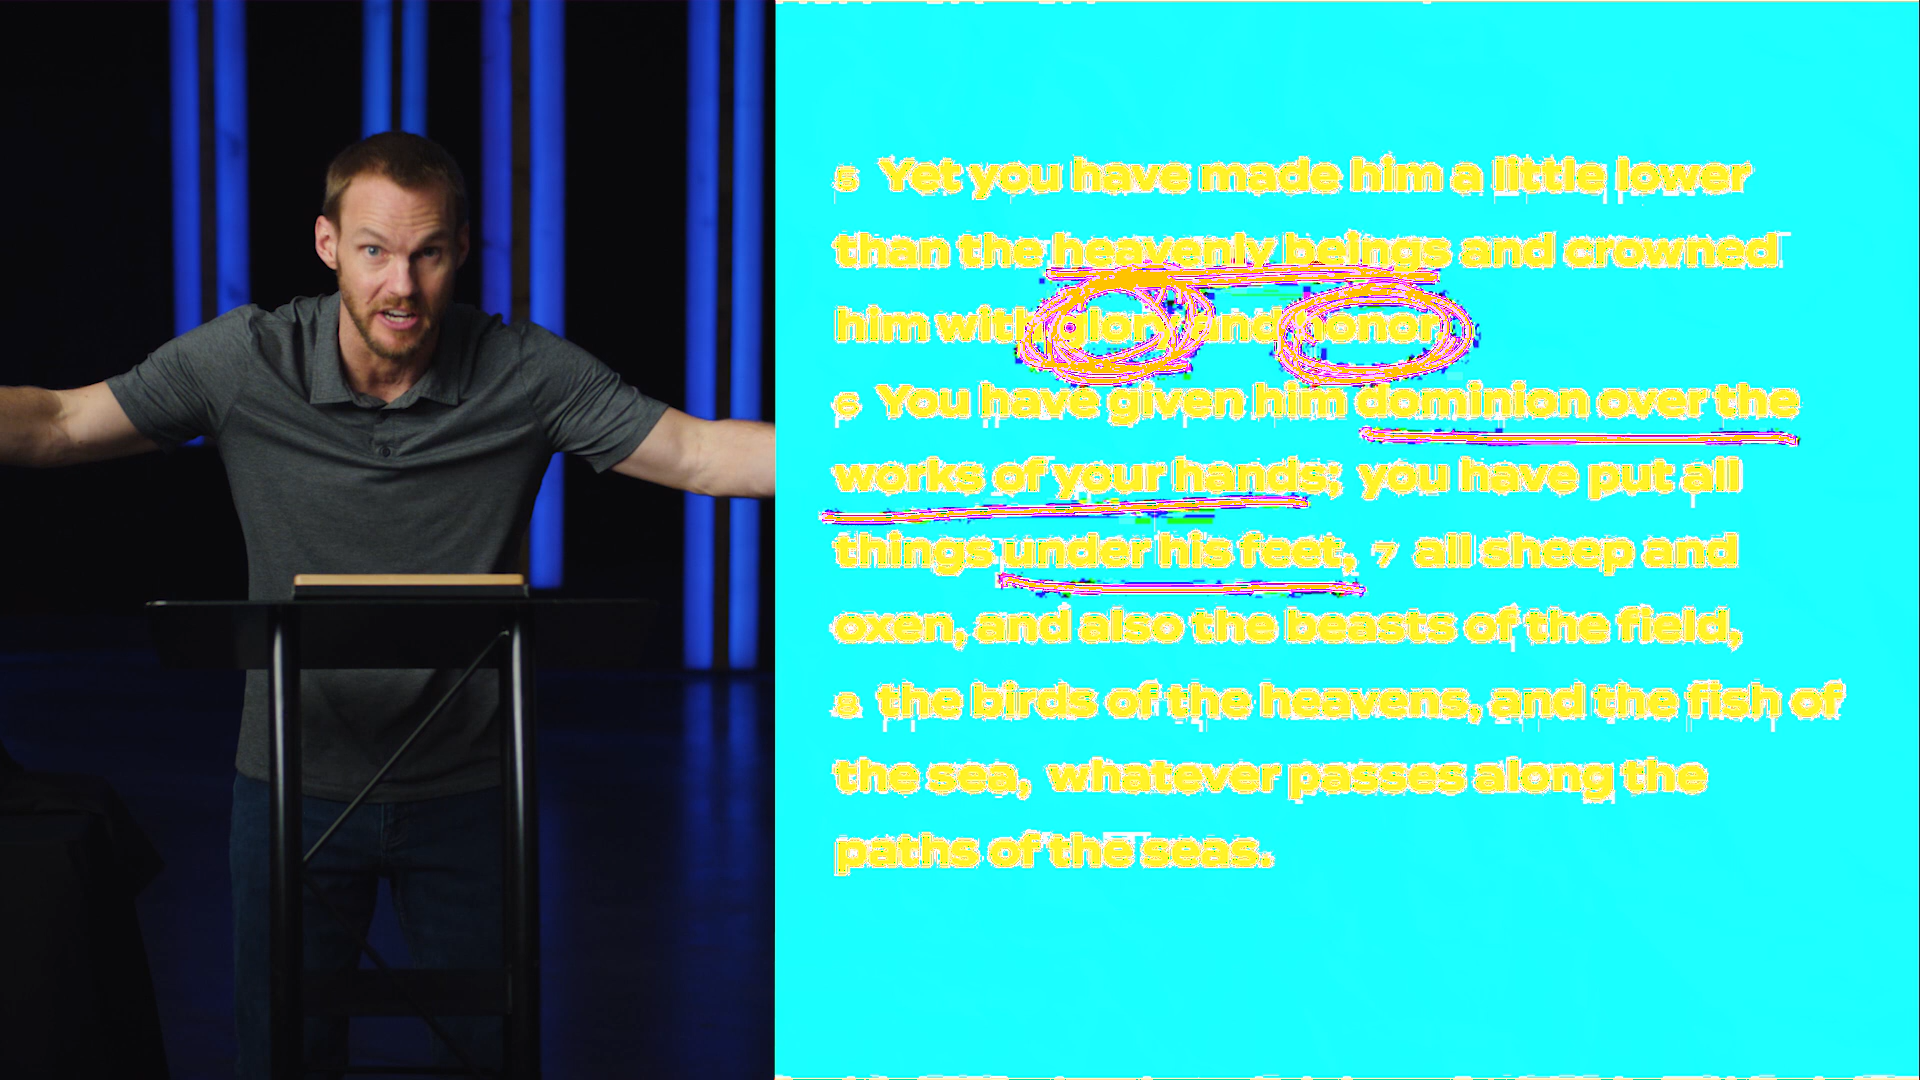 5 Yet you have made him a little lower
than the heavenly beings and crowned
him with glory and honor.
6 You have given him dominion over the
works of your hands; you have put all
things under his feet, 7 all sheep and
oxen, and also the beasts of the field,
8 the birds of the heavens, and the fish of
the sea, whatever passes along the
paths of the seas.